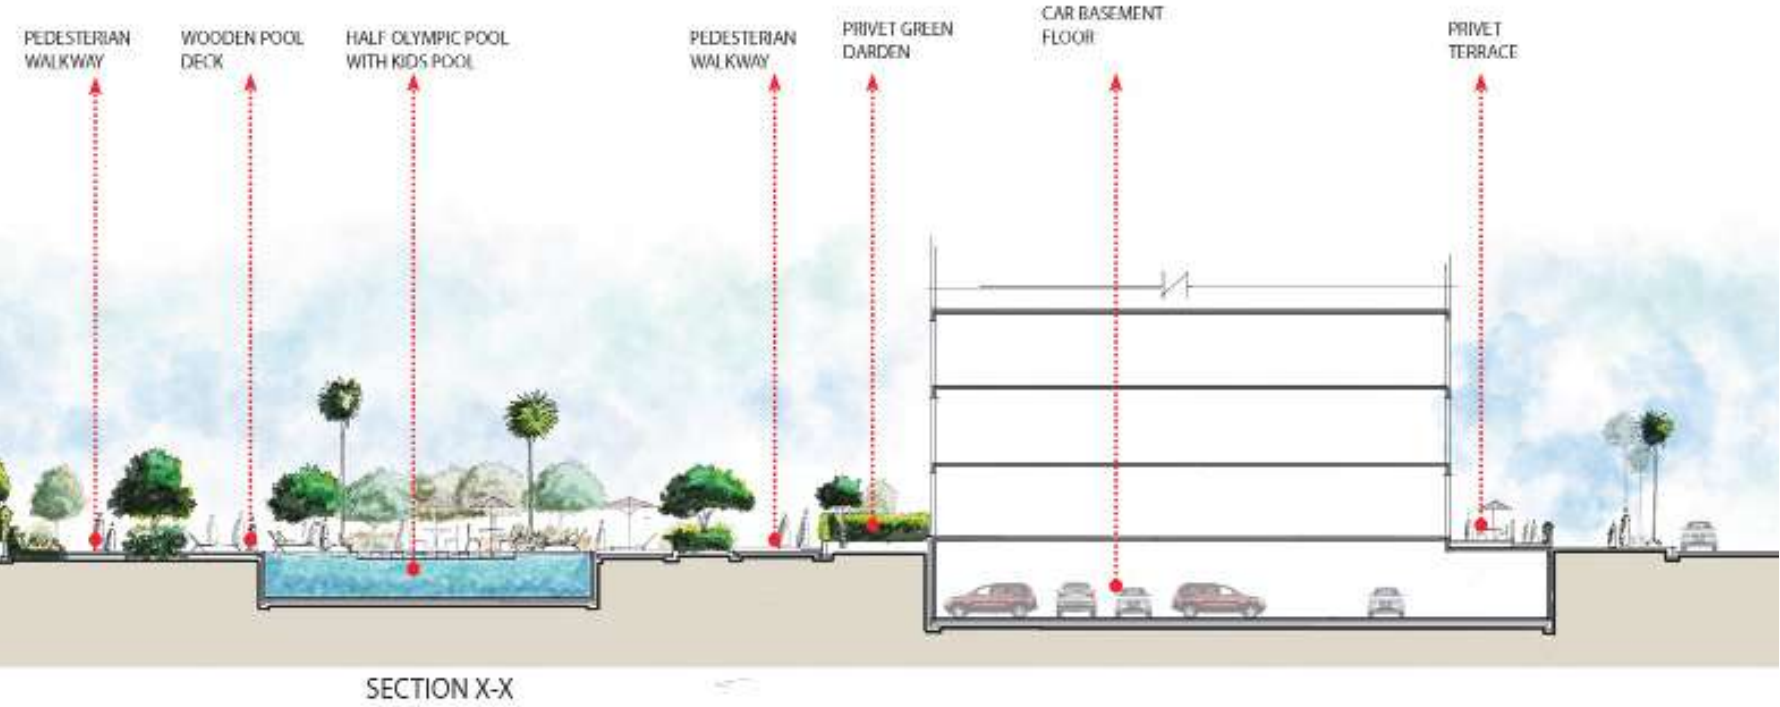 PEDESTERIAN
WALKWAY
WOODEN POOL
DECK
HALF OLYMPIC POOL
WITH KIDS POOL
PEDESTERIAN
WALKWAY
PRIVET GREEN
DARDEN
CAR BASEMENT
FLOOR
PRIVET
TERRACE
SECTION X-X